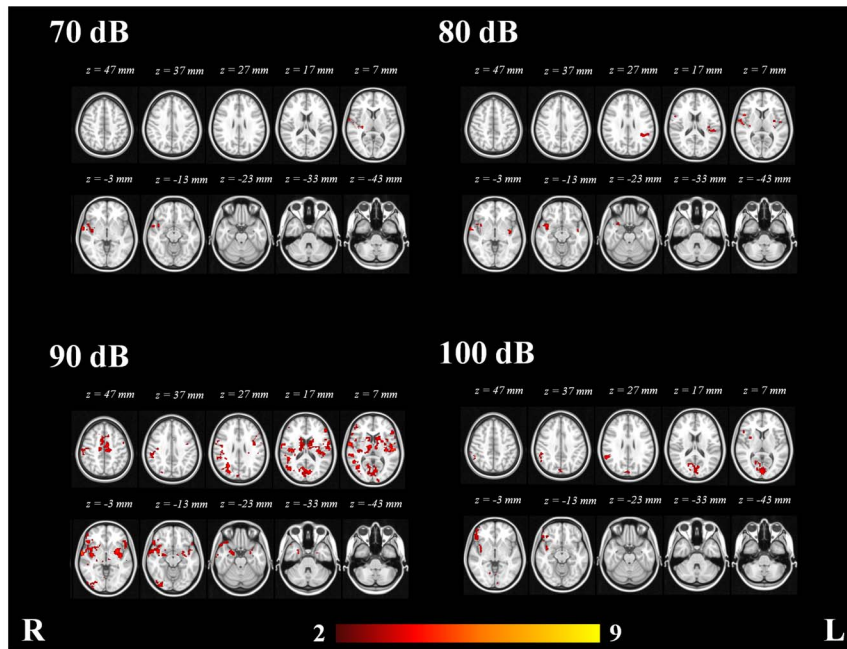 70 dB
80 dB
z = 47 mm z = 37 mm z = 27 mm z = 17 mm z = 7 mm
z = 47 mm z = 37 mm z = 27 mm z = 17 mm z = 7 mm
z = -3 mm z = -13 mm z = -23 mm z = -33 mm z = -43 mm
z = -3 mm z = -13 mm z = -23 mm z = -33 mm z = -43 mm
90 dB
100 dB
z = 47 mm z = 37 mm z = 27 mm z = 17 mm z = 7 mm
z = 47 mm z = 37 mm z = 27 mm z = 17 mm z = 7 mm
z = -3 mm z = -13 mm z = -23 mm z = -33 mm z = -43 mm
z = -3 mm z = -13 mm z = -23 mm z = -33 mm z = -43 mm
R 2 9 L